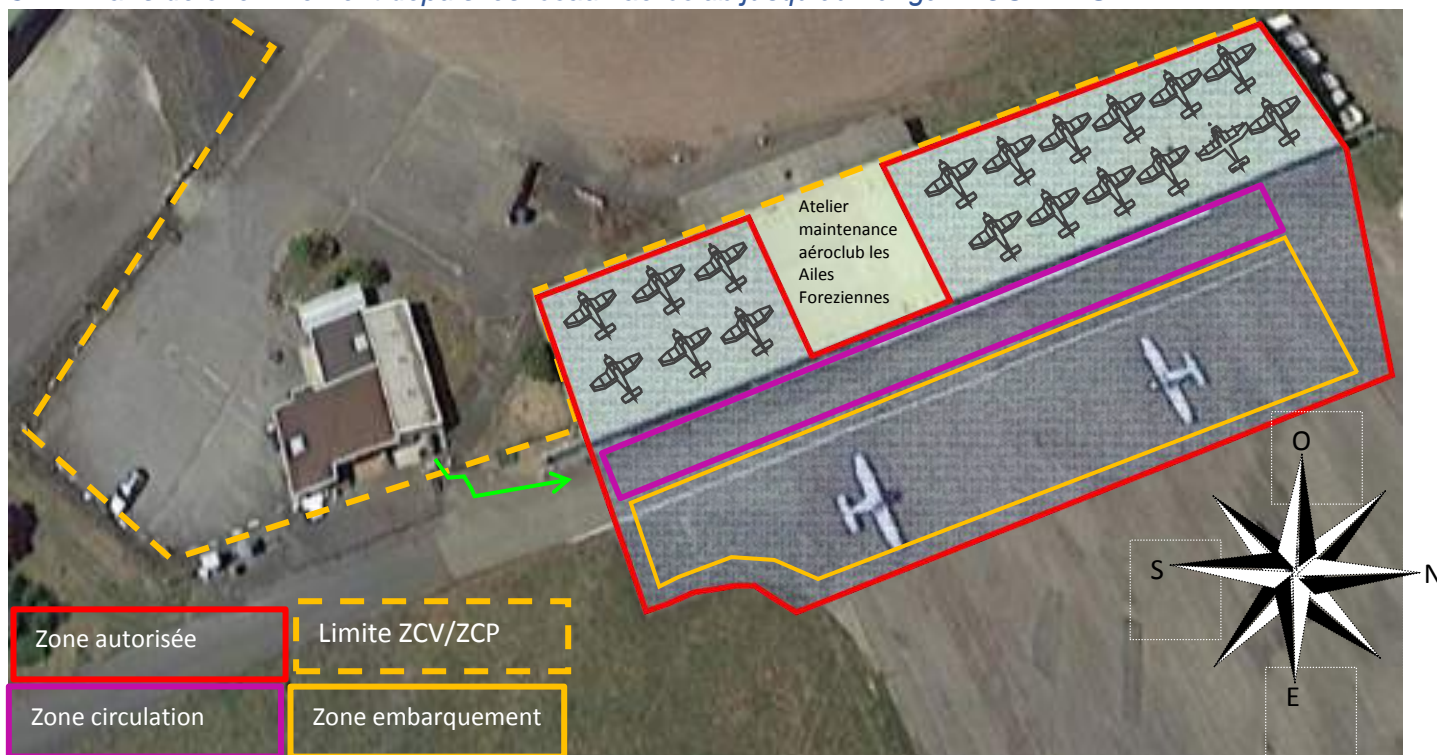 Atelier
maintenance
aéroclub les
Ailes
Foreziennes
O
S
N
E
Zone autorisée
Limite ZCV/ZCP
Zone circulation
Zone embarquement